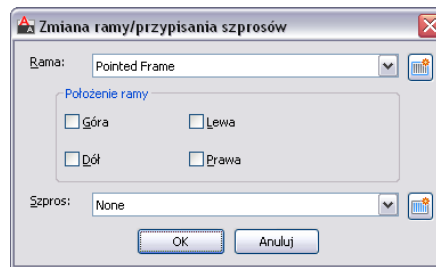 Zmiana ramy/przypisania szprosów
Rama: Pointed Frame
Położenie ramy
Góra Lewa
Dół Prawa
Szpros: None
OK Anuluj